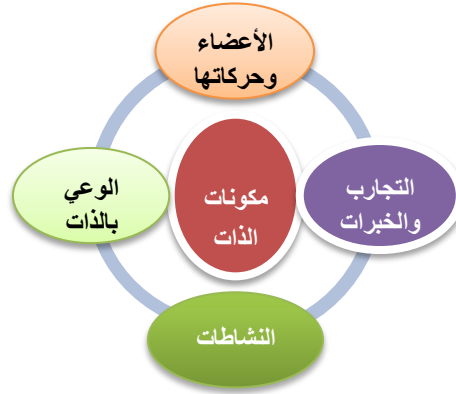 الأعضاء
وحركاتها
التجارب
والخبرات
مكونات
الذات
الوعي
بالذات
النشاطات